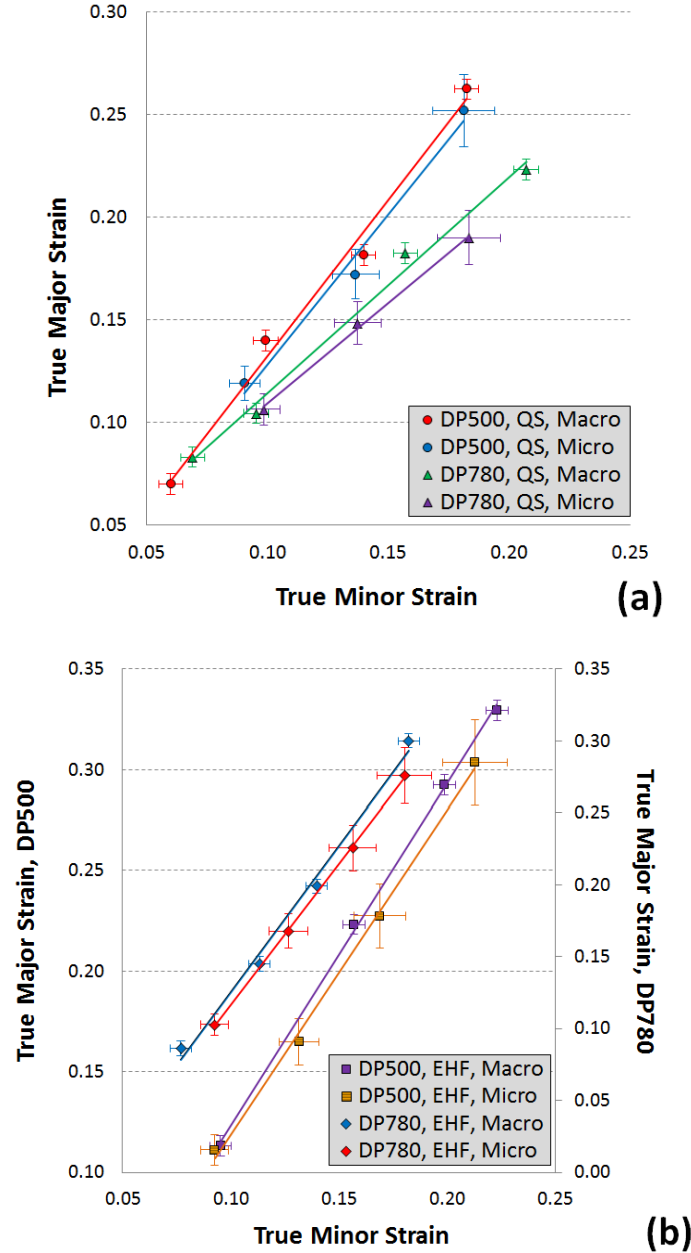 0.30
0.25
0.20
0.15
0.10
0.05
0.05
0.10
0.15
0.20
0.25
True Major Strain
True Minor Strain
DP500, QS, Macro
DP500, QS, Micro
DP780, QS, Macro
DP780, QS, Micro
(a)
0.35
0.30
0.25
0.20
0.15
0.10
True Major Strain, DP500
0.35
0.30
0.25
0.20
0.15
0.10
0.05
0.00
True Major Strain, DP780
DP500, EHF, Macro
DP500, EHF, Micro
DP780, EHF, Macro
DP780, EHF, Micro
0.05
0.10
0.15
0.20
0.25
True Minor Strain
(b)